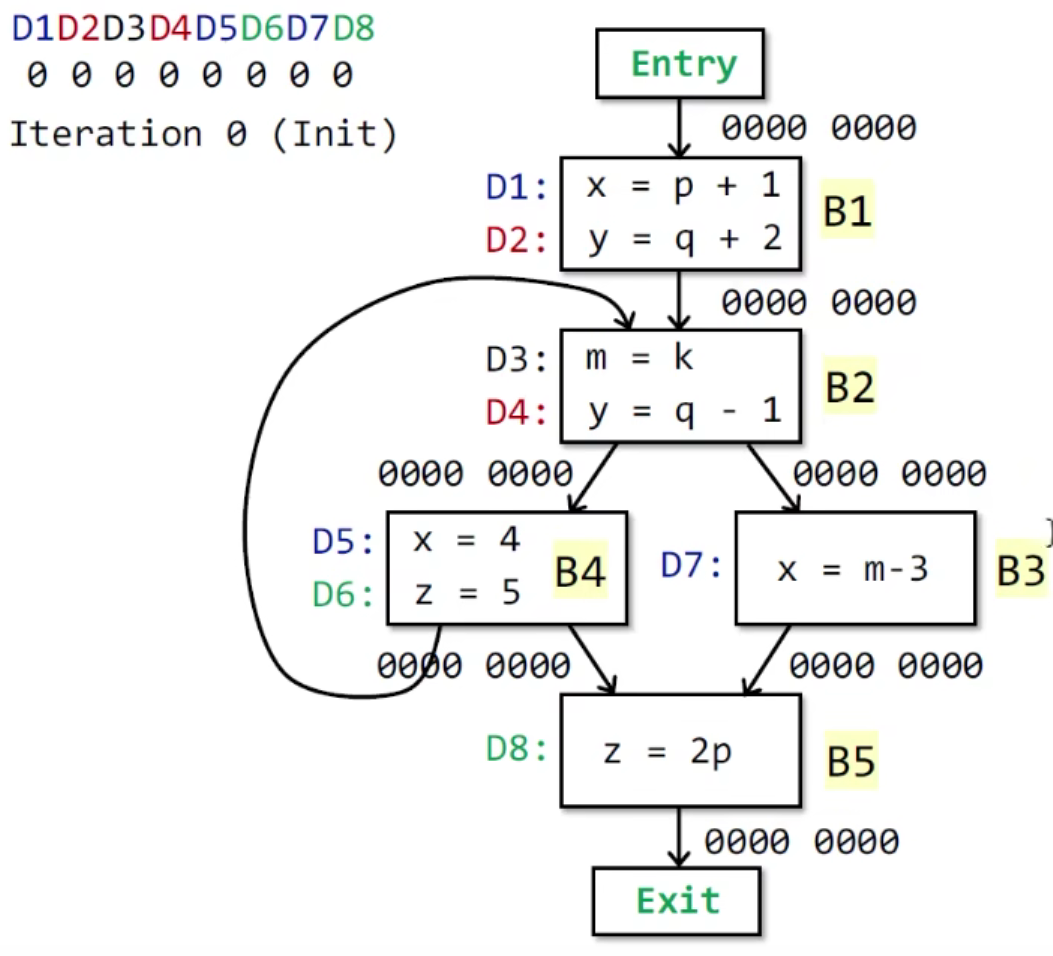 D1D2D3D4D5D6D7D8
0 0 0 0 0 0 0 0
Iteration 0 (Init)
Entry
0000 0000
D1: x = p + 1
D2: y = q + 2
B1
0000 0000
D3: m = k
D4: y = q - 1
B2
0000 0000
0000 0000
D5: x = 4
D6: z = 5
B4
D7: x = m-3
B3
}
0000 0000
0000 0000
D8: z = 2p
B5
0000 0000
Exit